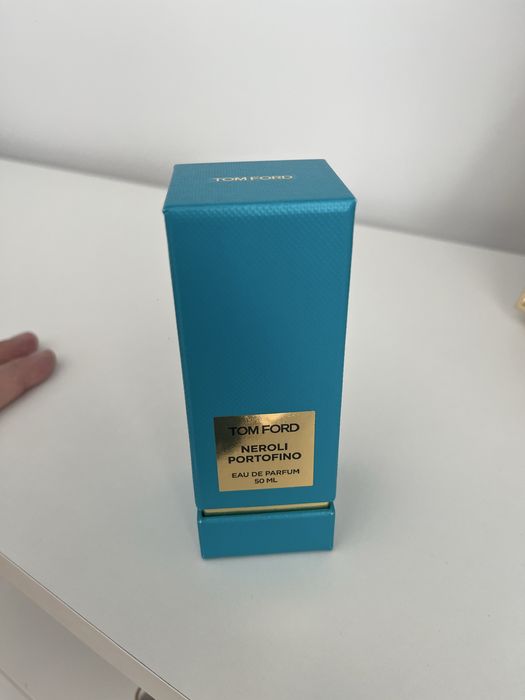 TOM FORD
TOM FORD
NEROLI
PORTOFINO
EAU DE PARFUM
50 ML